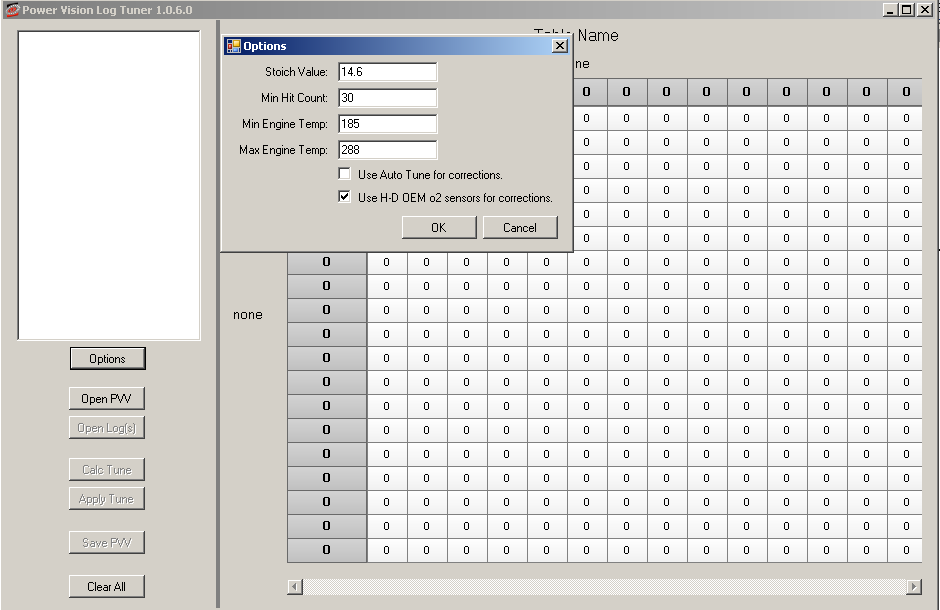 Power Vision Log Tuner 1.0.6.0
Table Name
Options
ne
Stoich Value: 14.6
Min Hit Count: 30
Min Engine Temp: 185
Max Engine Temp: 288
Use Auto Tune for corrections.
Use H-D OEM o2 sensors for corrections.
OK Cancel
0 0 0 0 0 0 0 0 0
0 0 0 0 0 0 0 0 0
0 0 0 0 0 0 0 0 0
0 0 0 0 0 0 0 0 0
0 0 0 0 0 0 0 0 0
0 0 0 0 0 0 0 0 0
0 0 0 0 0 0 0 0 0
0 0 0 0 0 0 0 0 0 0 0 0 0 0 0
0 0 0 0 0 0 0 0 0 0 0 0 0 0 0
none
0 0 0 0 0 0 0 0 0 0 0 0 0 0 0
0 0 0 0 0 0 0 0 0 0 0 0 0 0 0
0 0 0 0 0 0 0 0 0 0 0 0 0 0 0
0 0 0 0 0 0 0 0 0 0 0 0 0 0 0
0 0 0 0 0 0 0 0 0 0 0 0 0 0 0
0 0 0 0 0 0 0 0 0 0 0 0 0 0 0
0 0 0 0 0 0 0 0 0 0 0 0 0 0 0
0 0 0 0 0 0 0 0 0 0 0 0 0 0 0
0 0 0 0 0 0 0 0 0 0 0 0 0 0 0
0 0 0 0 0 0 0 0 0 0 0 0 0 0 0
0 0 0 0 0 0 0 0 0 0 0 0 0 0 0
Options
Open PVV
Open Log(s)
Calc Tune
Apply Tune
Save PVV
Clear All